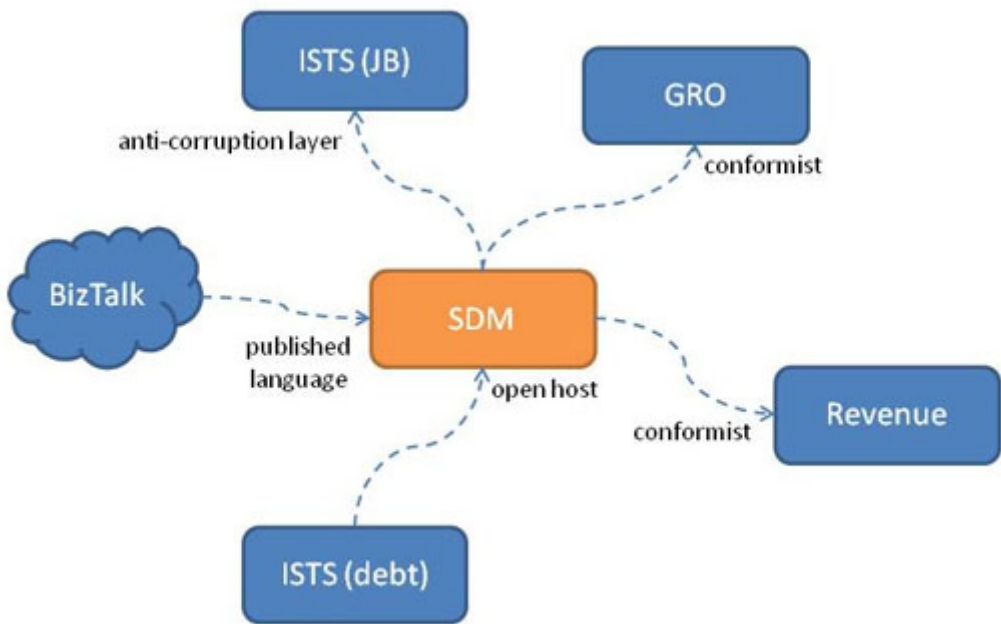 ISTS (JB)
GRO
anti-corruption layer
conformist
BizTalk
SDM
published
language
open host
conformist
Revenue
ISTS (debt)